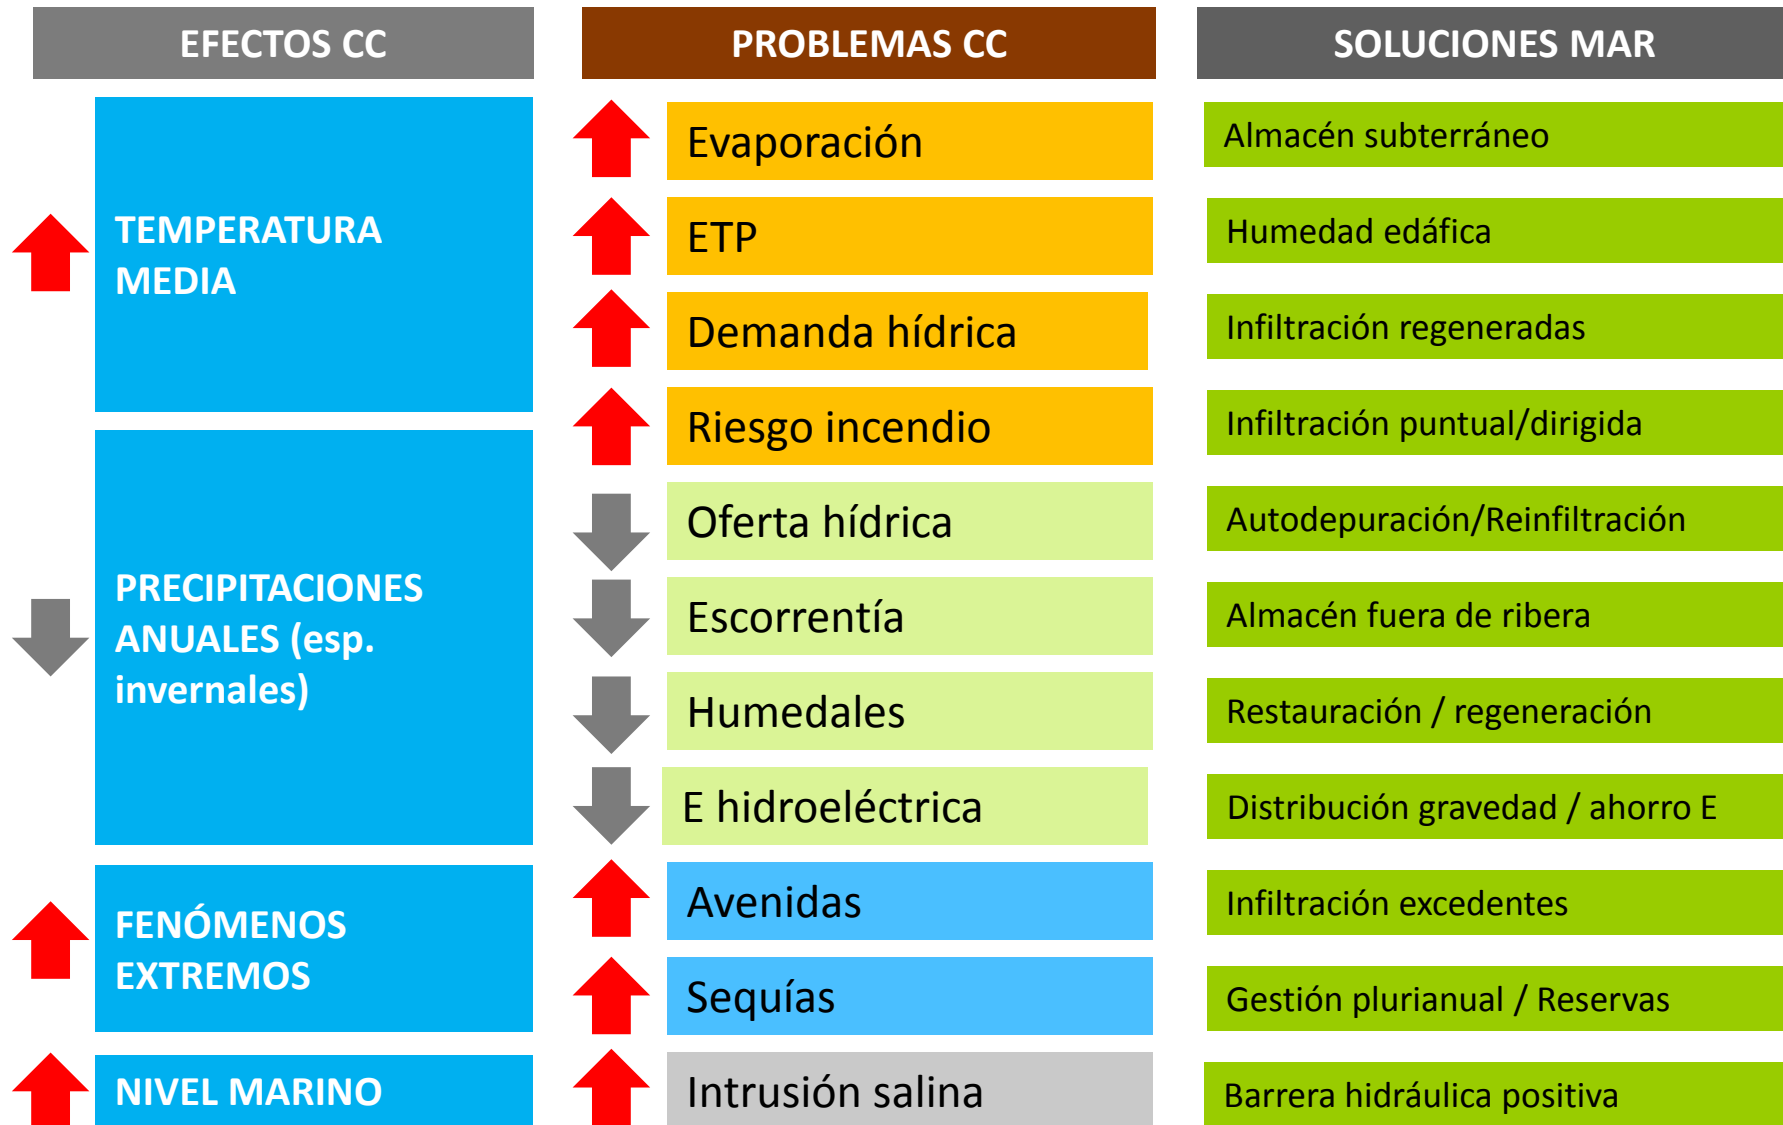 EFECTOS CC
PROBLEMAS CC
SOLUCIONES MAR
TEMPERATURA
MEDIA
PRECIPITACIONES
ANUALES (esp.
invernales)
FENÓMENOS
EXTREMOS
NIVEL MARINO
Evaporación
ETP
Demanda hídrica
Riesgo incendio
Oferta hídrica
Escorrentía
Humedales
E hidroeléctrica
Avenidas
Sequías
Intrusión salina
Almacén subterráneo
Humedad edáfica
Infiltración regeneradas
Infiltración puntual/dirigida
Autodepuración/Reinfiltración
Almacén fuera de ribera
Restauración / regeneración
Distribución gravedad / ahorro E
Infiltración excedentes
Gestión plurianual / Reservas
Barrera hidráulica positiva